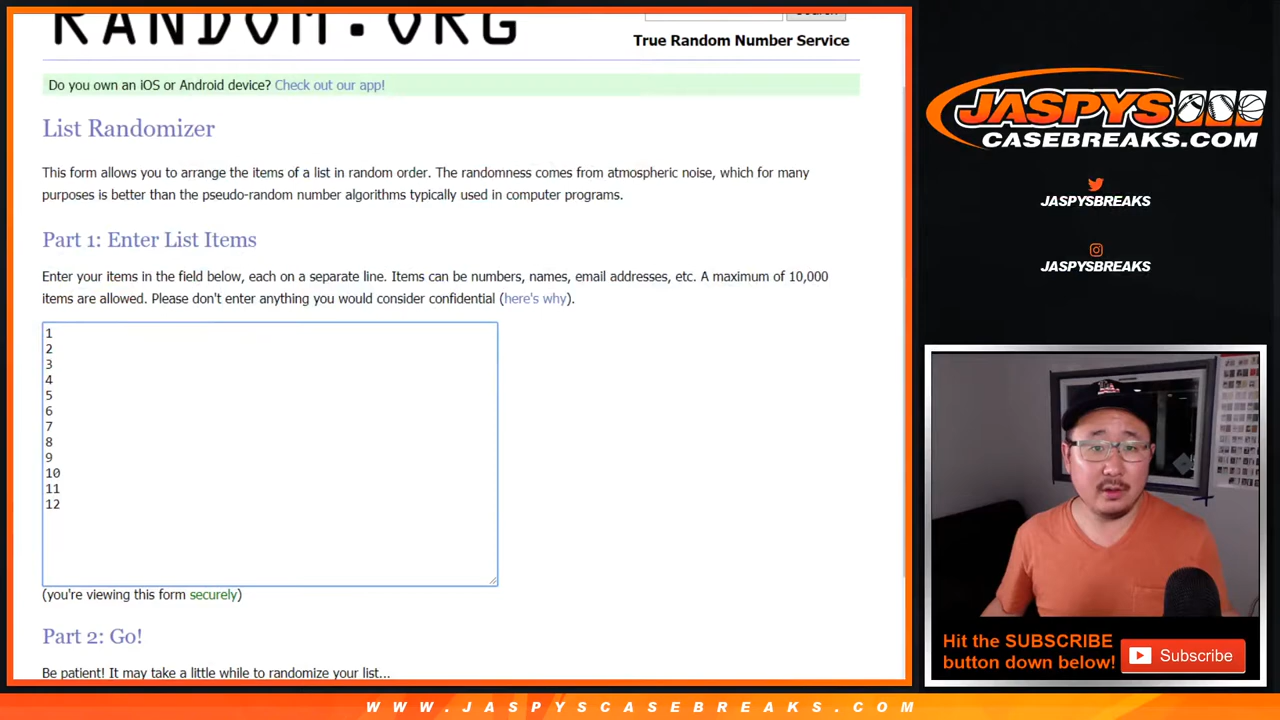 RANDOM.ORG
Search
True Random Number Service
Do you own an iOS or Android device? Check out our app!
List Randomizer
This form allows you to arrange the items of a list in random order. The randomness comes from atmospheric noise, which for many
purposes is better than the pseudo-random number algorithms typically used in computer programs.
Part 1: Enter List Items
Enter your items in the field below, each on a separate line. Items can be numbers, names, email addresses, etc. A maximum of 10,000
items are allowed. Please don't enter anything you would consider confidential (here's why).
1
2
3
4
5
6
7
8
9
10
11
12
(you're viewing this form securely)
Part 2: Go!
Be patient! It may take a little while to randomize your list...
JASPYS
CASEBREAKS.COM
JASPYSBREAKS
JASPYSBREAKS
Hit the SUBSCRIBE
button down below!
Subscribe
WWW.JASPYSCASEBREAKS.COM